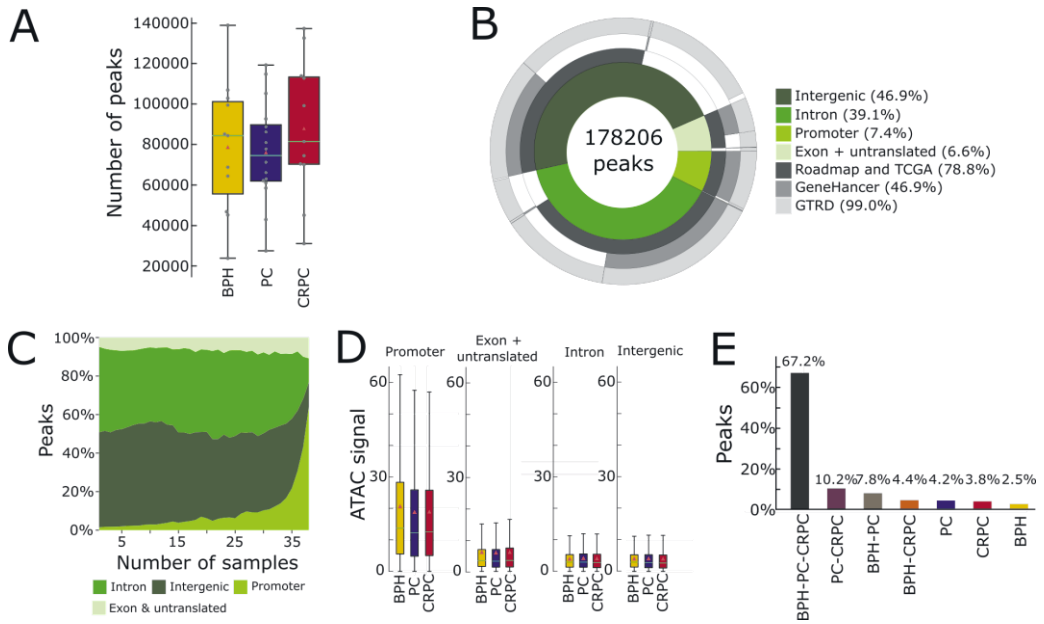 A
Number of peaks
140000
120000
100000
80000
60000
40000
20000
BPH
PC
CRPC
B
178206
peaks
Intergenic (46.9%)
Intron (39.1%)
Promoter (7.4%)
Exon + untranslated (6.6%)
Roadmap and TCGA (78.8%)
GeneHancer (46.9%)
GTRD (99.0%)
C
Peaks
100%
80%
60%
40%
20%
0%
5
15
25
35
Number of samples
Intron
Intergenic
Promoter
Exon & untranslated
D
ATAC signal
Promoter
60
30
0
BPH
PC
CRPC
Exon +
untranslated
60
30
0
BPH
PC
CRPC
Intron
60
30
0
BPH
PC
CRPC
Intergenic
60
30
0
BPH
PC
CRPC
E
Peaks
60%
40%
20%
0%
67.2%
10.2%
7.8%
4.4%
4.2%
3.8%
2.5%
BPH-PC-CRPC
PC-CRPC
BPH-PC
BPH-CRPC
PC
CRPC
BPH